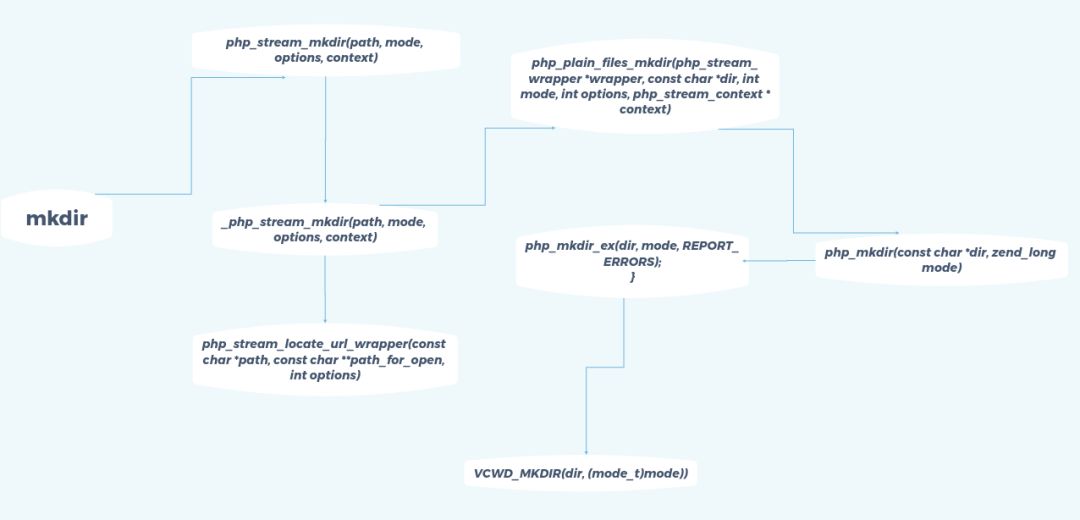 php_stream_mkdir(path, mode,
options, context)
php_plain_files_mkdir(php_stream_
wrapper *wrapper, const char *dir, int
mode, int options, php_stream_context *
context)
mkdir
_php_stream_mkdir(path, mode,
options, context)
php_mkdir_ex(dir, mode, REPORT_
ERRORS);
}
php_mkdir(const char *dir, zend_long
mode)
php_stream_locate_url_wrapper(const
char *path, const char **path_for_open,
int options)
VCWD_MKDIR(dir, (mode_t)mode))